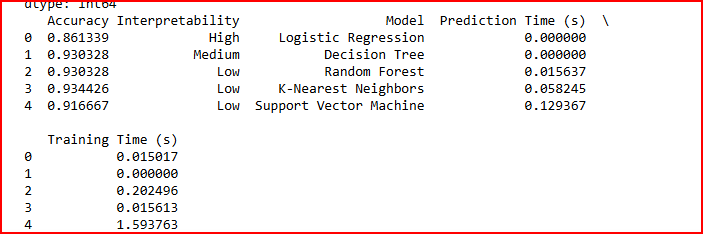 dtype: int64
Accuracy Interpretability Model Prediction Time (s) \
0 0.861339 High Logistic Regression 0.000000
1 0.930328 Medium Decision Tree 0.000000
2 0.930328 Low Random Forest 0.015637
3 0.934426 Low K-Nearest Neighbors 0.058245
4 0.916667 Low Support Vector Machine 0.129367
Training Time (s)
0 0.015017
1 0.000000
2 0.202496
3 0.015613
4 1.593763